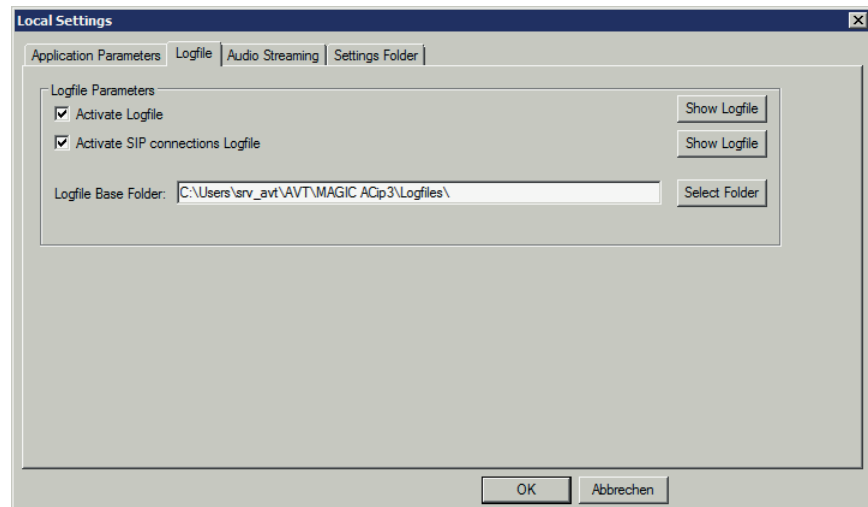 Local Settings
Application Parameters Logfile Audio Streaming Settings Folder
Logfile Parameters
Activate Logfile Show Logfile
Activate SIP connections Logfile Show Logfile
Logfile Base Folder: C:\Users\srv_avt\AVT\MAGIC ACip3\Logfiles\ Select Folder
OK Abbrechen